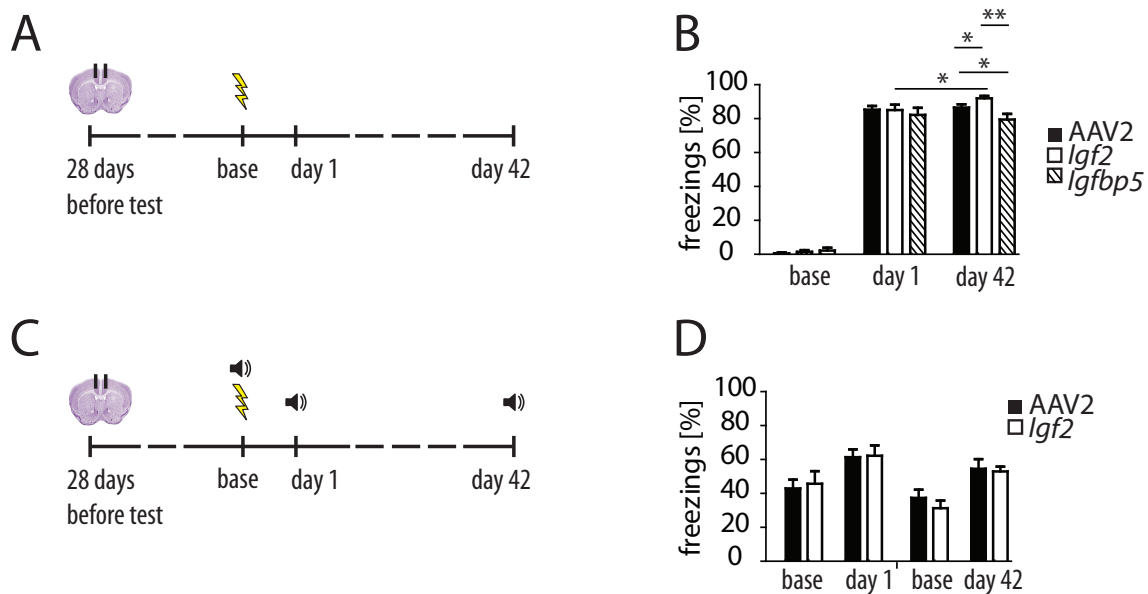 A
28 days
before test
base
day 1
day 42
B
freezings [%]
100
80
60
40
20
0
base
day 1
day 42
*
*
*
**
AAV2
Igf2
Igfbp5
C
28 days
before test
base
day 1
day 42
D
freezings [%]
100
80
60
40
20
0
base
day 1
base
day 42
AAV2
Igf2